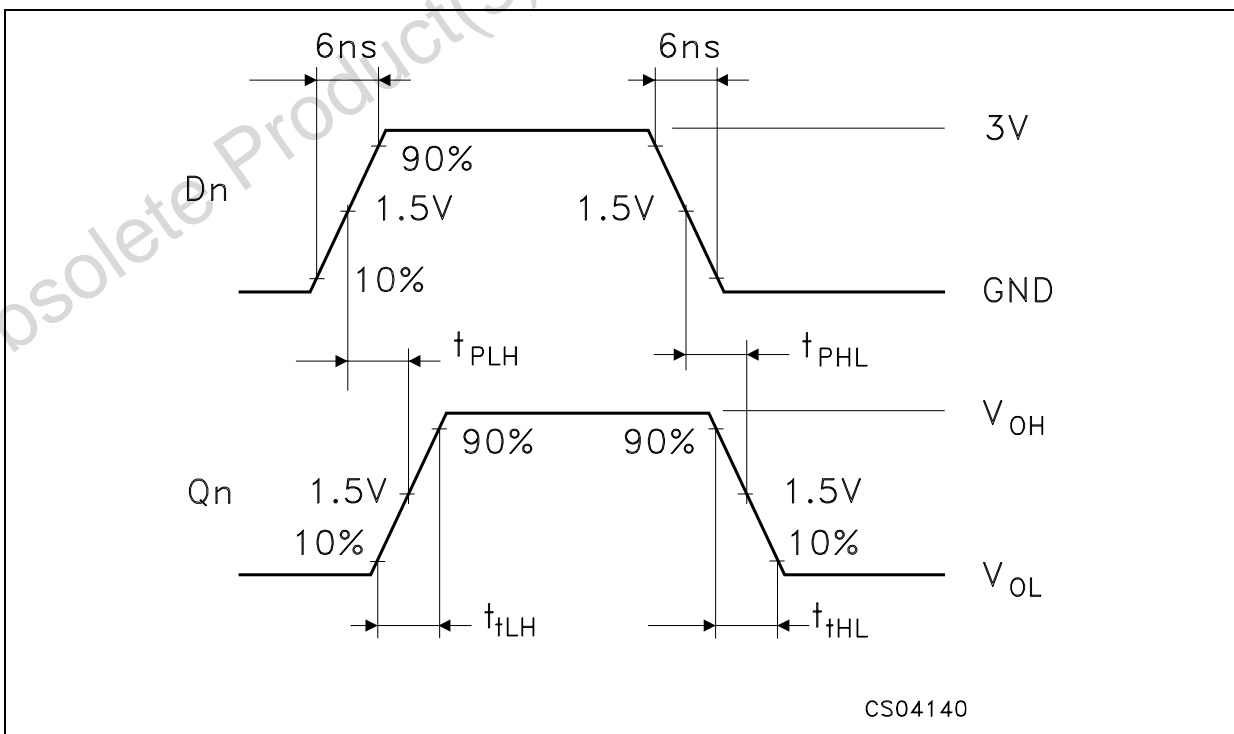 bsolete Product(s)
6ns 6ns
3V
90%
Dn
1.5V 1.5V
10%
GND
tPLH tPHL
VOH
90% 90%
Qn 1.5V 1.5V
10% 10%
VOL
ttLH ttHL
CS04140